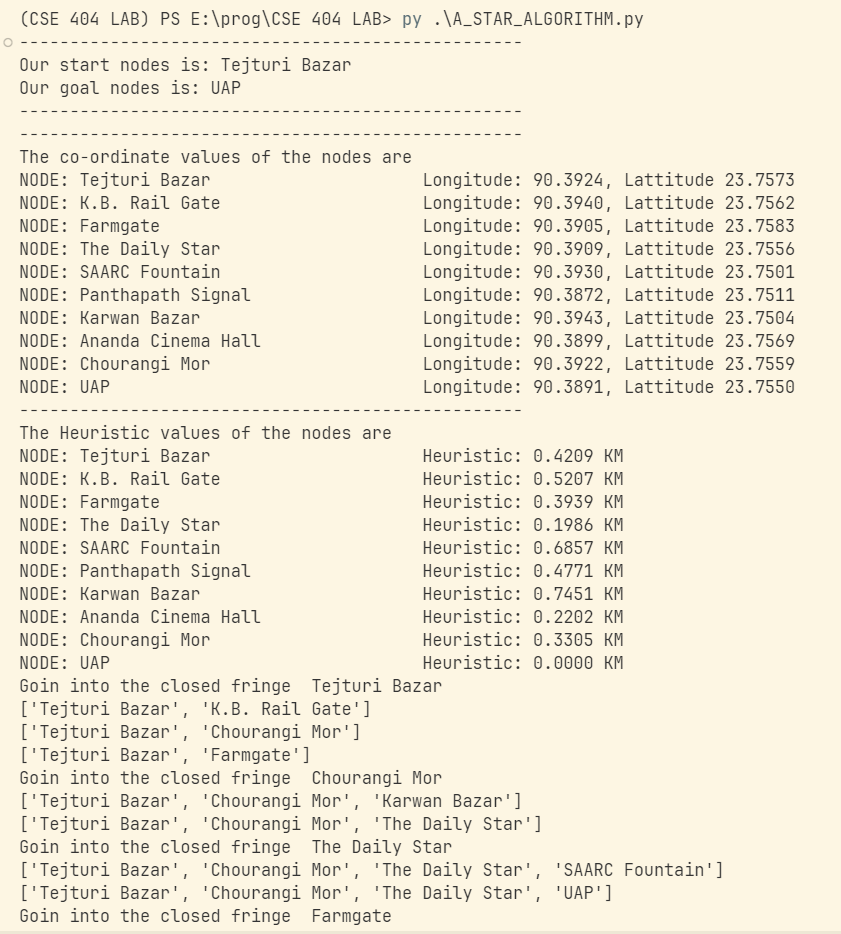 (CSE 404 LAB) PS E:\prog\CSE 404 LAB> py .\A_STAR_ALGORITHM.py
--------------------------------------------------
Our start nodes is: Tejturi Bazar
Our goal nodes is: UAP
--------------------------------------------------
--------------------------------------------------
The co-ordinate values of the nodes are
NODE: Tejturi Bazar                     Longitude: 90.3924, Lattitude 23.7573
NODE: K.B. Rail Gate                    Longitude: 90.3940, Lattitude 23.7562
NODE: Farmgate                          Longitude: 90.3905, Lattitude 23.7583
NODE: The Daily Star                    Longitude: 90.3909, Lattitude 23.7556
NODE: SAARC Fountain                    Longitude: 90.3930, Lattitude 23.7501
NODE: Panthapath Signal                 Longitude: 90.3872, Lattitude 23.7511
NODE: Karwan Bazar                      Longitude: 90.3943, Lattitude 23.7504
NODE: Ananda Cinema Hall                Longitude: 90.3899, Lattitude 23.7569
NODE: Chourangi Mor                     Longitude: 90.3922, Lattitude 23.7559
NODE: UAP                               Longitude: 90.3891, Lattitude 23.7550
--------------------------------------------------
The Heuristic values of the nodes are
NODE: Tejturi Bazar                     Heuristic: 0.4209 KM
NODE: K.B. Rail Gate                    Heuristic: 0.5207 KM
NODE: Farmgate                          Heuristic: 0.3939 KM
NODE: The Daily Star                    Heuristic: 0.1986 KM
NODE: SAARC Fountain                    Heuristic: 0.6857 KM
NODE: Panthapath Signal                 Heuristic: 0.4771 KM
NODE: Karwan Bazar                      Heuristic: 0.7451 KM
NODE: Ananda Cinema Hall                Heuristic: 0.2202 KM
NODE: Chourangi Mor                     Heuristic: 0.3305 KM
NODE: UAP                               Heuristic: 0.0000 KM
Goin into the closed fringe  Tejturi Bazar
['Tejturi Bazar', 'K.B. Rail Gate']
['Tejturi Bazar', 'Chourangi Mor']
['Tejturi Bazar', 'Farmgate']
Goin into the closed fringe  Chourangi Mor
['Tejturi Bazar', 'Chourangi Mor', 'Karwan Bazar']
['Tejturi Bazar', 'Chourangi Mor', 'The Daily Star']
Goin into the closed fringe  The Daily Star
['Tejturi Bazar', 'Chourangi Mor', 'The Daily Star', 'SAARC Fountain']
['Tejturi Bazar', 'Chourangi Mor', 'The Daily Star', 'UAP']
Goin into the closed fringe  Farmgate